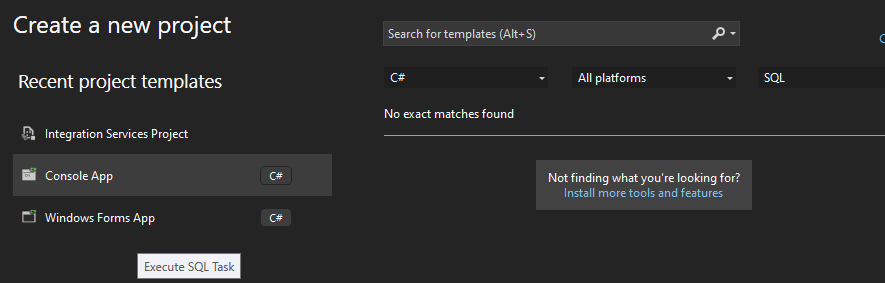 Create a new project
Search for templates (Alt+S)
Recent project templates
C#
All platforms
SQL
No exact matches found
Integration Services Project
Console App
C#
Not finding what you're looking for?
Install more tools and features
Windows Forms App
C#
Execute SQL Task